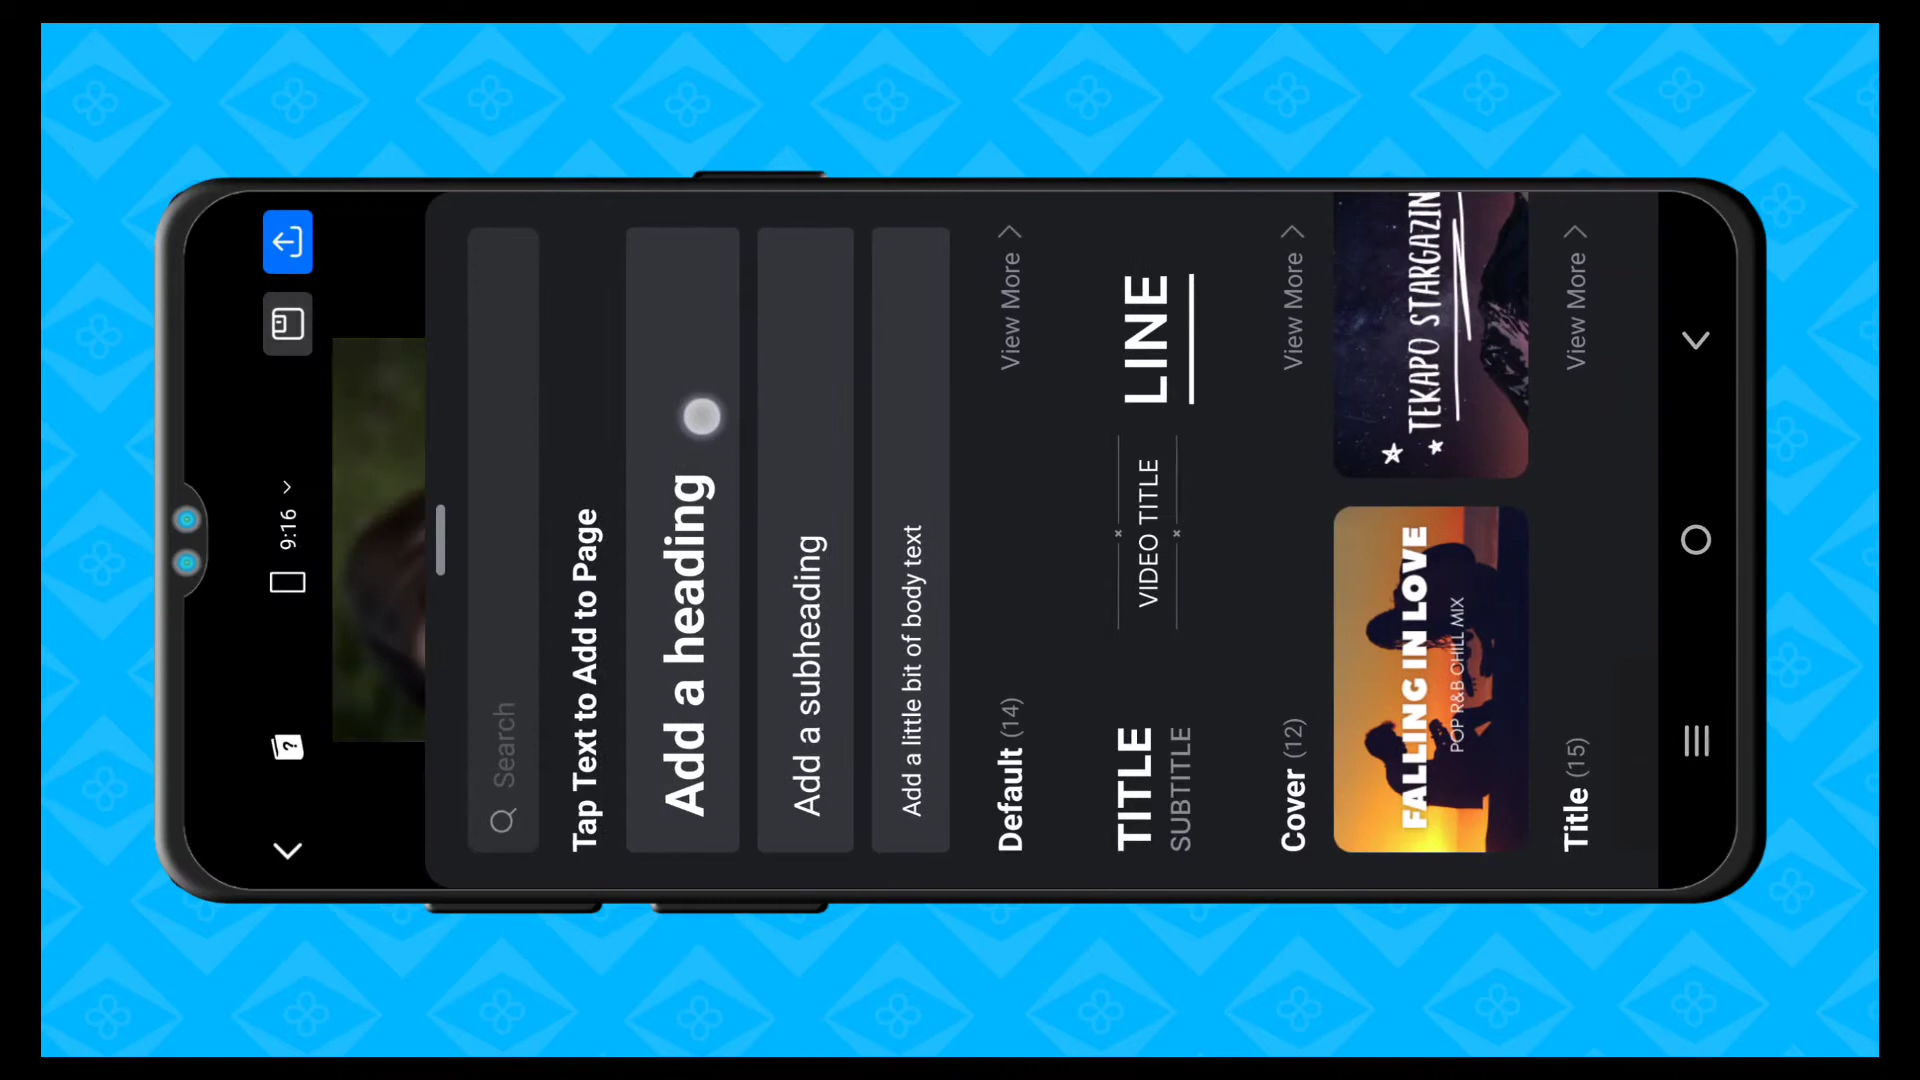 9:16
Search
Tap Text to Add to Page
Add a heading
Add a subheading
Add a little bit of body text
Default (14)
View More
TITLE
SUBTITLE
VIDEO TITLE
LINE
Cover (12)
View More
FALLING IN LOVE
POP R&B CHILL MIX
TEKAPO STARGAZIN
Title (15)
View More